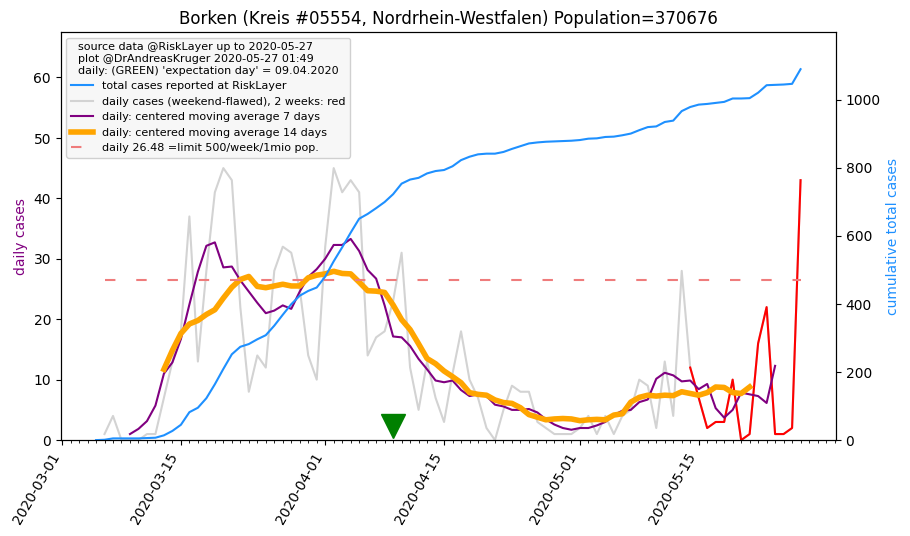 Borken (Kreis #05554, Nordrhein-Westfalen) Population=370676
source data @RiskLayer up to 2020-05-27
plot @DrAndreasKruger 2020-05-27 01:49
daily: (GREEN) 'expectation day' = 09.04.2020
total cases reported at RiskLayer
daily cases (weekend-flawed), 2 weeks: red
daily: centered moving average 7 days
daily: centered moving average 14 days
daily 26.48 =limit 500/week/1mio pop.
daily cases
60
50
40
30
20
10
0
cumulative total cases
1000
800
600
400
200
0
2020-03-01
2020-03-15
2020-04-01
2020-04-15
2020-05-01
2020-05-15